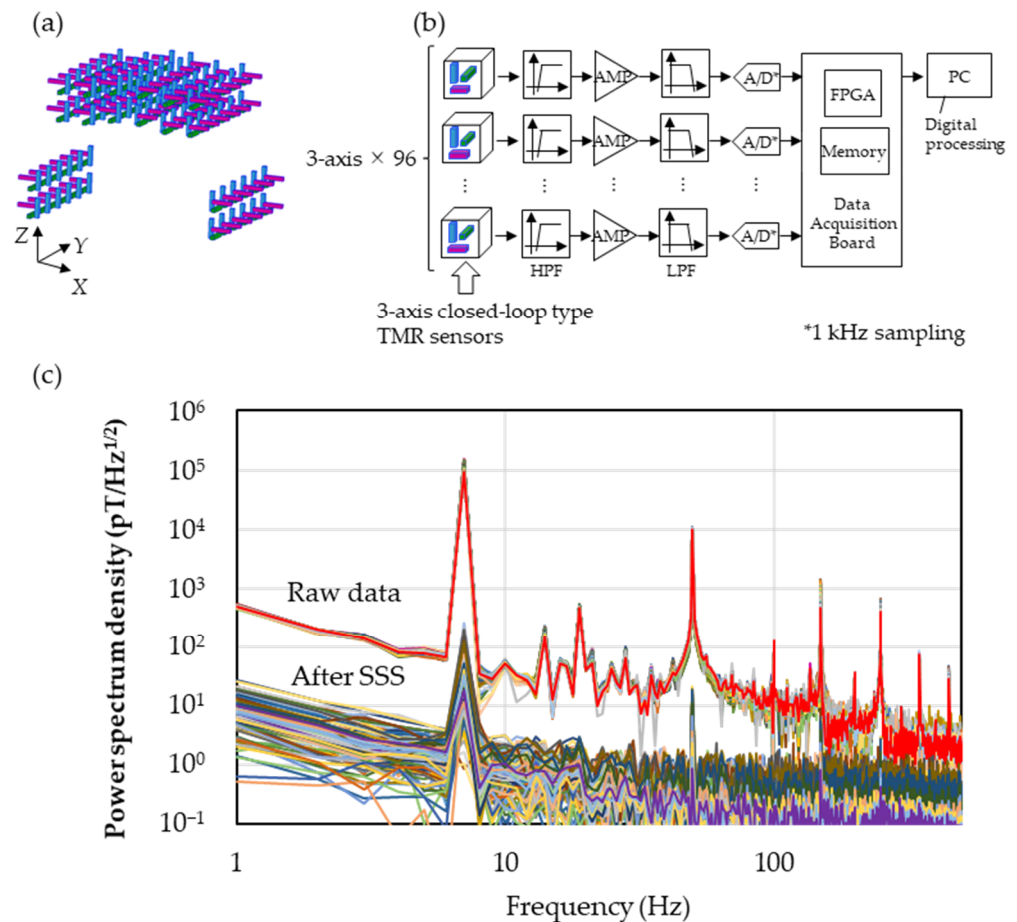 (a)
Z
Y
X
(b)
3-axis × 96
AMP
A/D*
FPGA
PC
Digital
processing
AMP
A/D*
Memory
Data
Acquisition
Board
AMP
A/D*
HPF
LPF
3-axis closed-loop type
TMR sensors
*1 kHz sampling
(c)
Power spectrum density (pT/Hz1/2)
10⁶
10⁵
10⁴
10³
10²
10¹
10⁰
10⁻¹
Raw data
After SSS
1
10
100
Frequency (Hz)